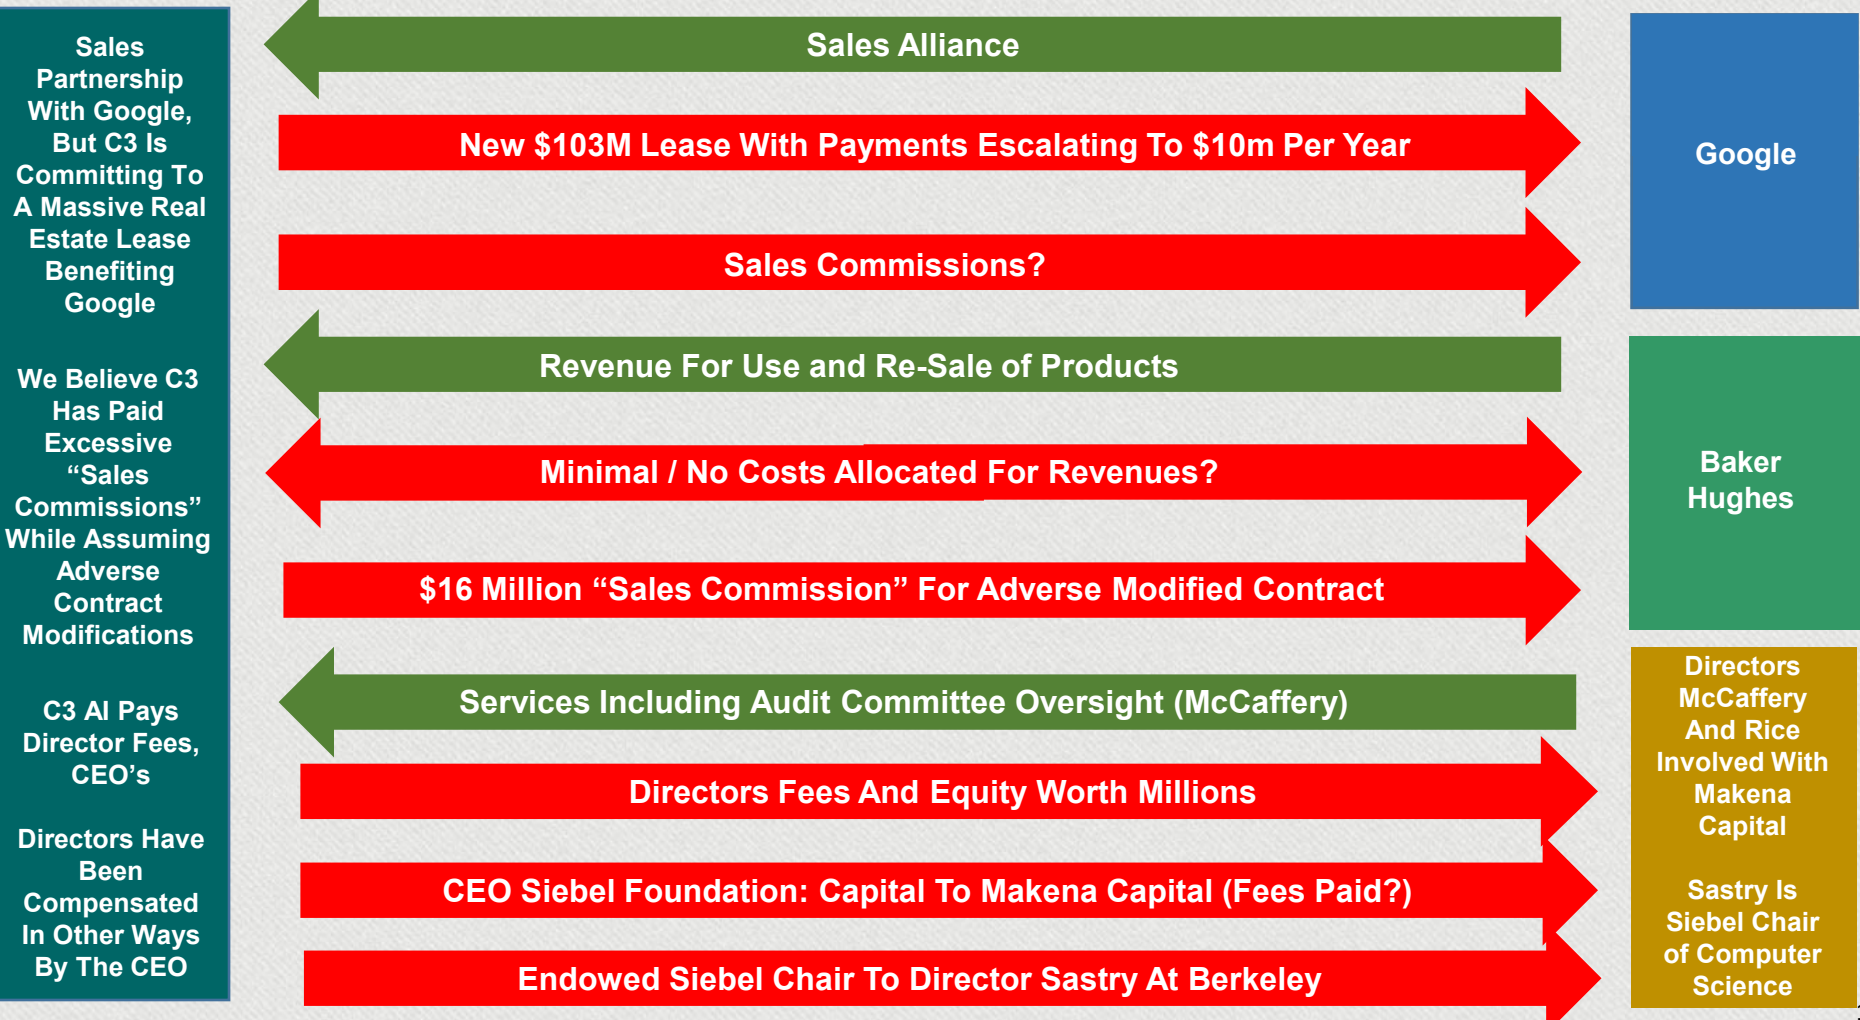 Sales
Partnership
With Google,
But C3 Is
Committing To
A Massive Real
Estate Lease
Benefiting
Google
We Believe C3
Has Paid
Excessive
“Sales
Commissions”
While Assuming
Adverse
Contract
Modifications
C3 AI Pays
Director Fees,
CEO’s
Directors Have
Been
Compensated
In Other Ways
By The CEO
Sales Alliance
New $103M Lease With Payments Escalating To $10m Per Year
Sales Commissions?
Revenue For Use and Re-Sale of Products
Minimal / No Costs Allocated For Revenues?
$16 Million “Sales Commission” For Adverse Modified Contract
Services Including Audit Committee Oversight (McCaffery)
Directors Fees And Equity Worth Millions
CEO Siebel Foundation: Capital To Makena Capital (Fees Paid?)
Endowed Siebel Chair To Director Sastry At Berkeley
Google
Baker
Hughes
Directors
McCaffery
And Rice
Involved With
Makena
Capital
Sastry Is
Siebel Chair
of Computer
Science